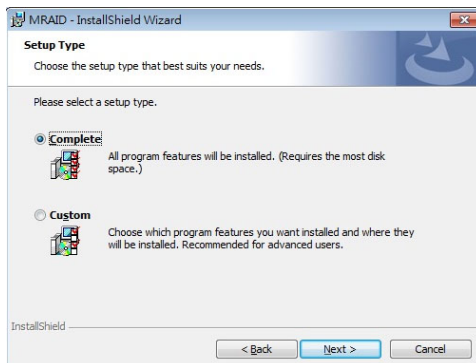 MRAID - InstallShield Wizard
Setup Type
Choose the setup type that best suits your needs.
Please select a setup type.
Complete
All program features will be installed. (Requires the most disk
space.)
Custom
Choose which program features you want installed and where they
will be installed. Recommended for advanced users.
InstallShield
< Back Next > Cancel